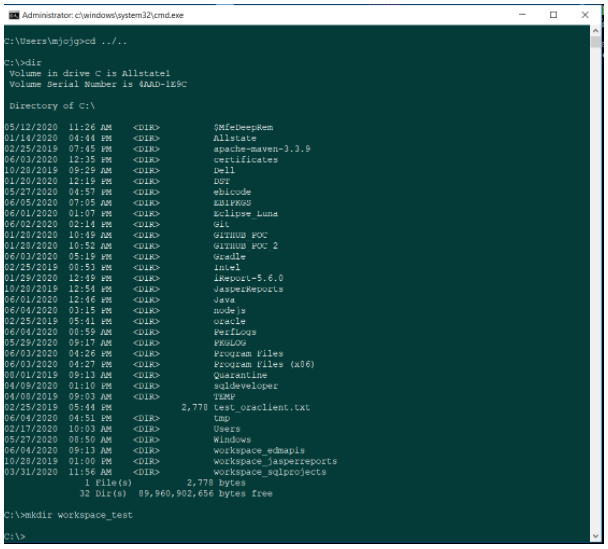 Administrator: c:\windows\system32\cmd.exe
C:\Users\mjojg>cd ../..
C:\>dir
Volume in drive C is Allstate1
Volume Serial Number is 4AAD-1E9C
Directory of C:\
05/12/2020 11:26 AM <DIR> $MfeDeepRem
01/14/2020 04:44 PM <DIR> Allstate
02/25/2019 07:45 PM <DIR> apache-maven-3.3.9
06/03/2020 12:35 PM <DIR> certificates
10/28/2019 09:29 AM <DIR> Dell
01/20/2020 12:19 PM <DIR> DST
05/27/2020 04:57 PM <DIR> ebicode
06/05/2020 07:05 AM <DIR> EBIPKGS
06/01/2020 01:07 PM <DIR> Eclipse_Luna
06/02/2020 02:14 PM <DIR> Git
01/28/2020 10:49 AM <DIR> GITHUB POC
01/28/2020 10:52 AM <DIR> GITHUB POC 2
06/03/2020 05:19 PM <DIR> Gradle
02/25/2019 08:53 PM <DIR> Intel
01/29/2020 12:49 PM <DIR> iReport-5.6.0
10/28/2019 12:54 PM <DIR> JasperReports
06/01/2020 12:46 PM <DIR> Java
06/04/2020 03:15 PM <DIR> nodejs
02/25/2019 05:41 PM <DIR> oracle
06/04/2020 08:59 AM <DIR> PerfLogs
05/29/2020 09:17 AM <DIR> PKGLOG
06/03/2020 04:26 PM <DIR> Program Files
06/03/2020 04:27 PM <DIR> Program Files (x86)
08/01/2019 09:13 AM <DIR> Quarantine
04/09/2020 01:10 PM <DIR> sqldeveloper
04/08/2019 09:03 AM <DIR> TEMP
02/25/2019 05:44 PM 2,778 test_oraclient.txt
06/04/2020 04:51 PM <DIR> tmp
02/17/2020 10:03 AM <DIR> Users
05/27/2020 08:50 AM <DIR> Windows
06/04/2020 09:13 AM <DIR> workspace_edmapis
10/28/2019 01:00 PM <DIR> workspace_jasperreports
03/31/2020 11:56 AM <DIR> workspace_sqlprojects
1 File(s) 2,778 bytes
32 Dir(s) 89,960,902,656 bytes free
C:\>mkdir workspace_test
C:\>